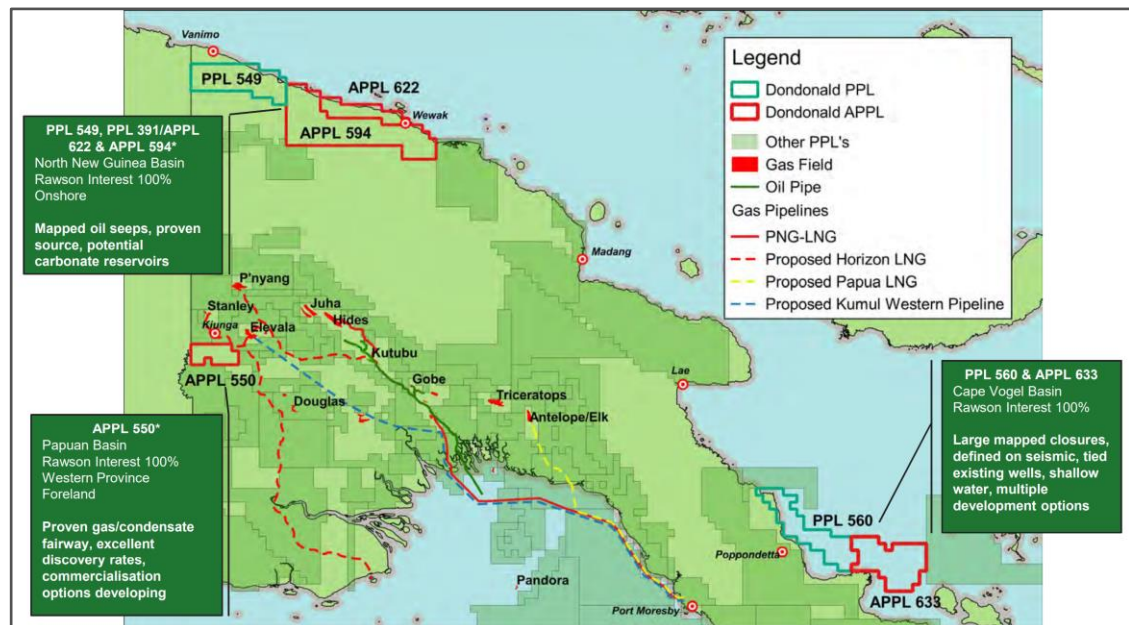 Vanimo
PPL 549
APPL 622
Wewak
APPL 594
PPL 549, PPL 391/APPL
622 & APPL 594*
North New Guinea Basin
Rawson Interest 100%
Onshore
Mapped oil seeps, proven
source, potential
carbonate reservoirs
Legend
Dondonald PPL
Dondonald APPL
Other PPL's
Gas Field
Oil Pipe
Gas Pipelines
PNG-LNG
Proposed Horizon LNG
Proposed Papua LNG
Proposed Kumul Western Pipeline
Madang
P'nyang
Stanley
Juha
Hides
Kiunga
Elevala
Kutubu
APPL 550
Gobe
Douglas
Triceratops
Antelope/Elk
Lae
APPL 550*
Papuan Basin
Rawson Interest 100%
Western Province
Foreland
Proven gas/condensate
fairway, excellent
discovery rates,
commercialisation
options developing
PPL 560 & APPL 633
Cape Vogel Basin
Rawson Interest 100%
Large mapped closures,
defined on seismic, tied
existing wells, shallow
water, multiple
development options
PPL 560
Poppondetta
APPL 633
Pandora
Port Moresby